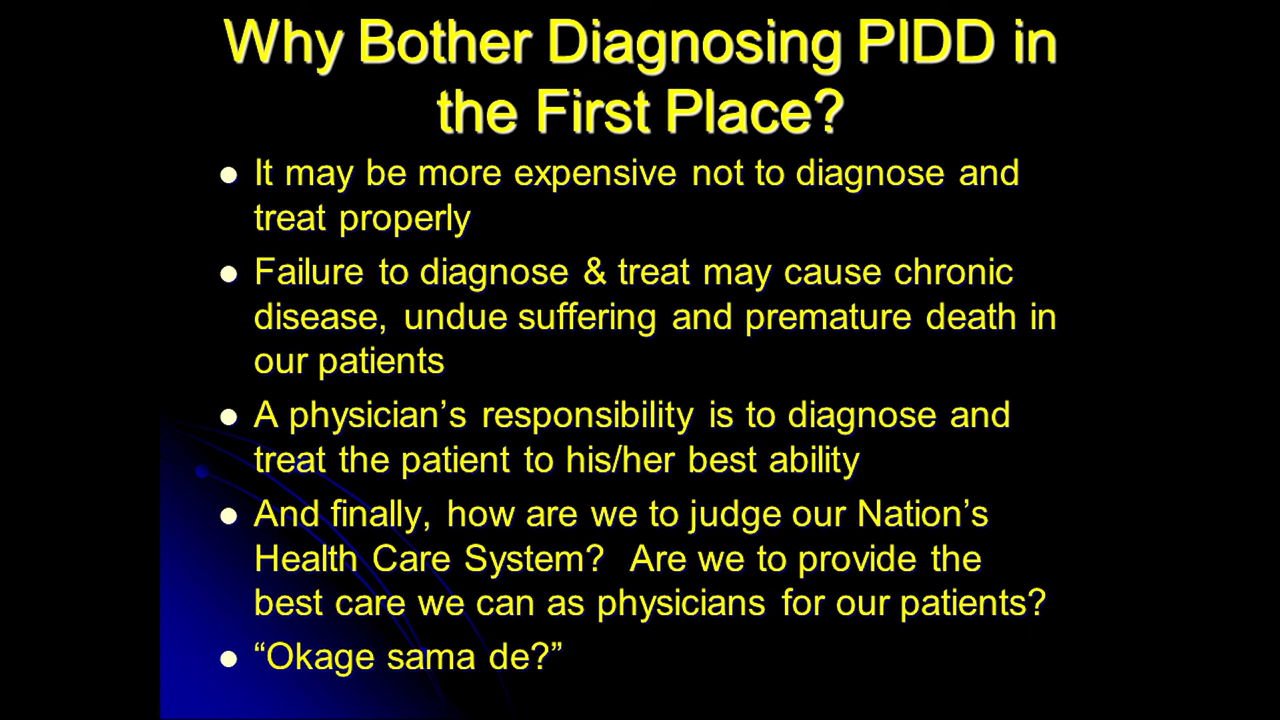 Why Bother Diagnosing PIDD in
the First Place?
It may be more expensive not to diagnose and
treat properly
Failure to diagnose & treat may cause chronic
disease, undue suffering and premature death in
our patients
A physician’s responsibility is to diagnose and
treat the patient to his/her best ability
And finally, how are we to judge our Nation’s
Health Care System?  Are we to provide the
best care we can as physicians for our patients?
“Okage sama de?”